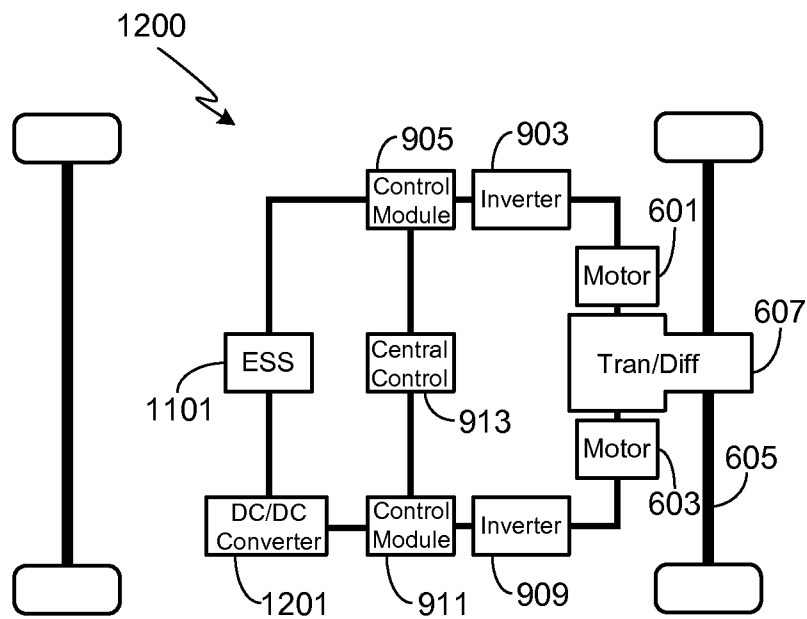 1200
905
903
Control
Module
Inverter
601
Motor
607
ESS
Central
Control
Tran/Diff
1101
913
Motor
605
603
DC/DC
Converter
Control
Module
Inverter
1201
911
909